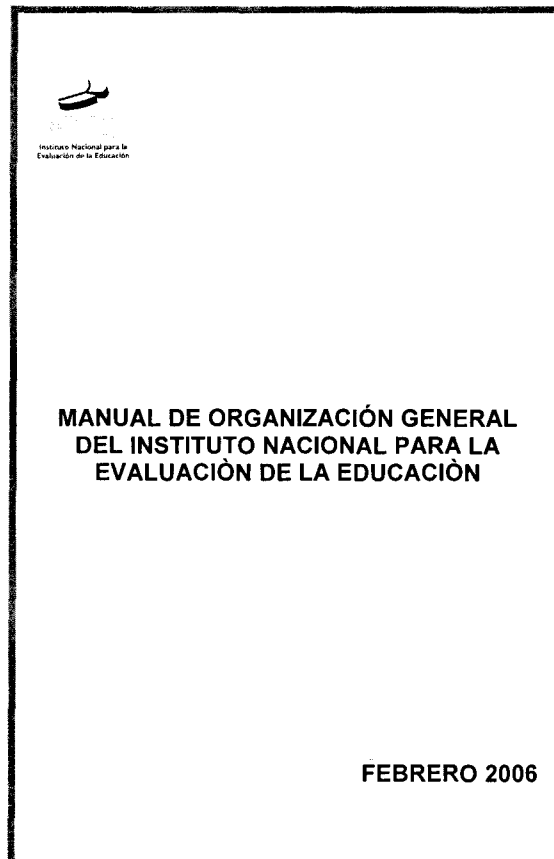 Instituto Nacional para la
Evaluación de la Educación
MANUAL DE ORGANIZACIÓN GENERAL
DEL INSTITUTO NACIONAL PARA LA
EVALUACIÒN DE LA EDUCACIÒN
FEBRERO 2006